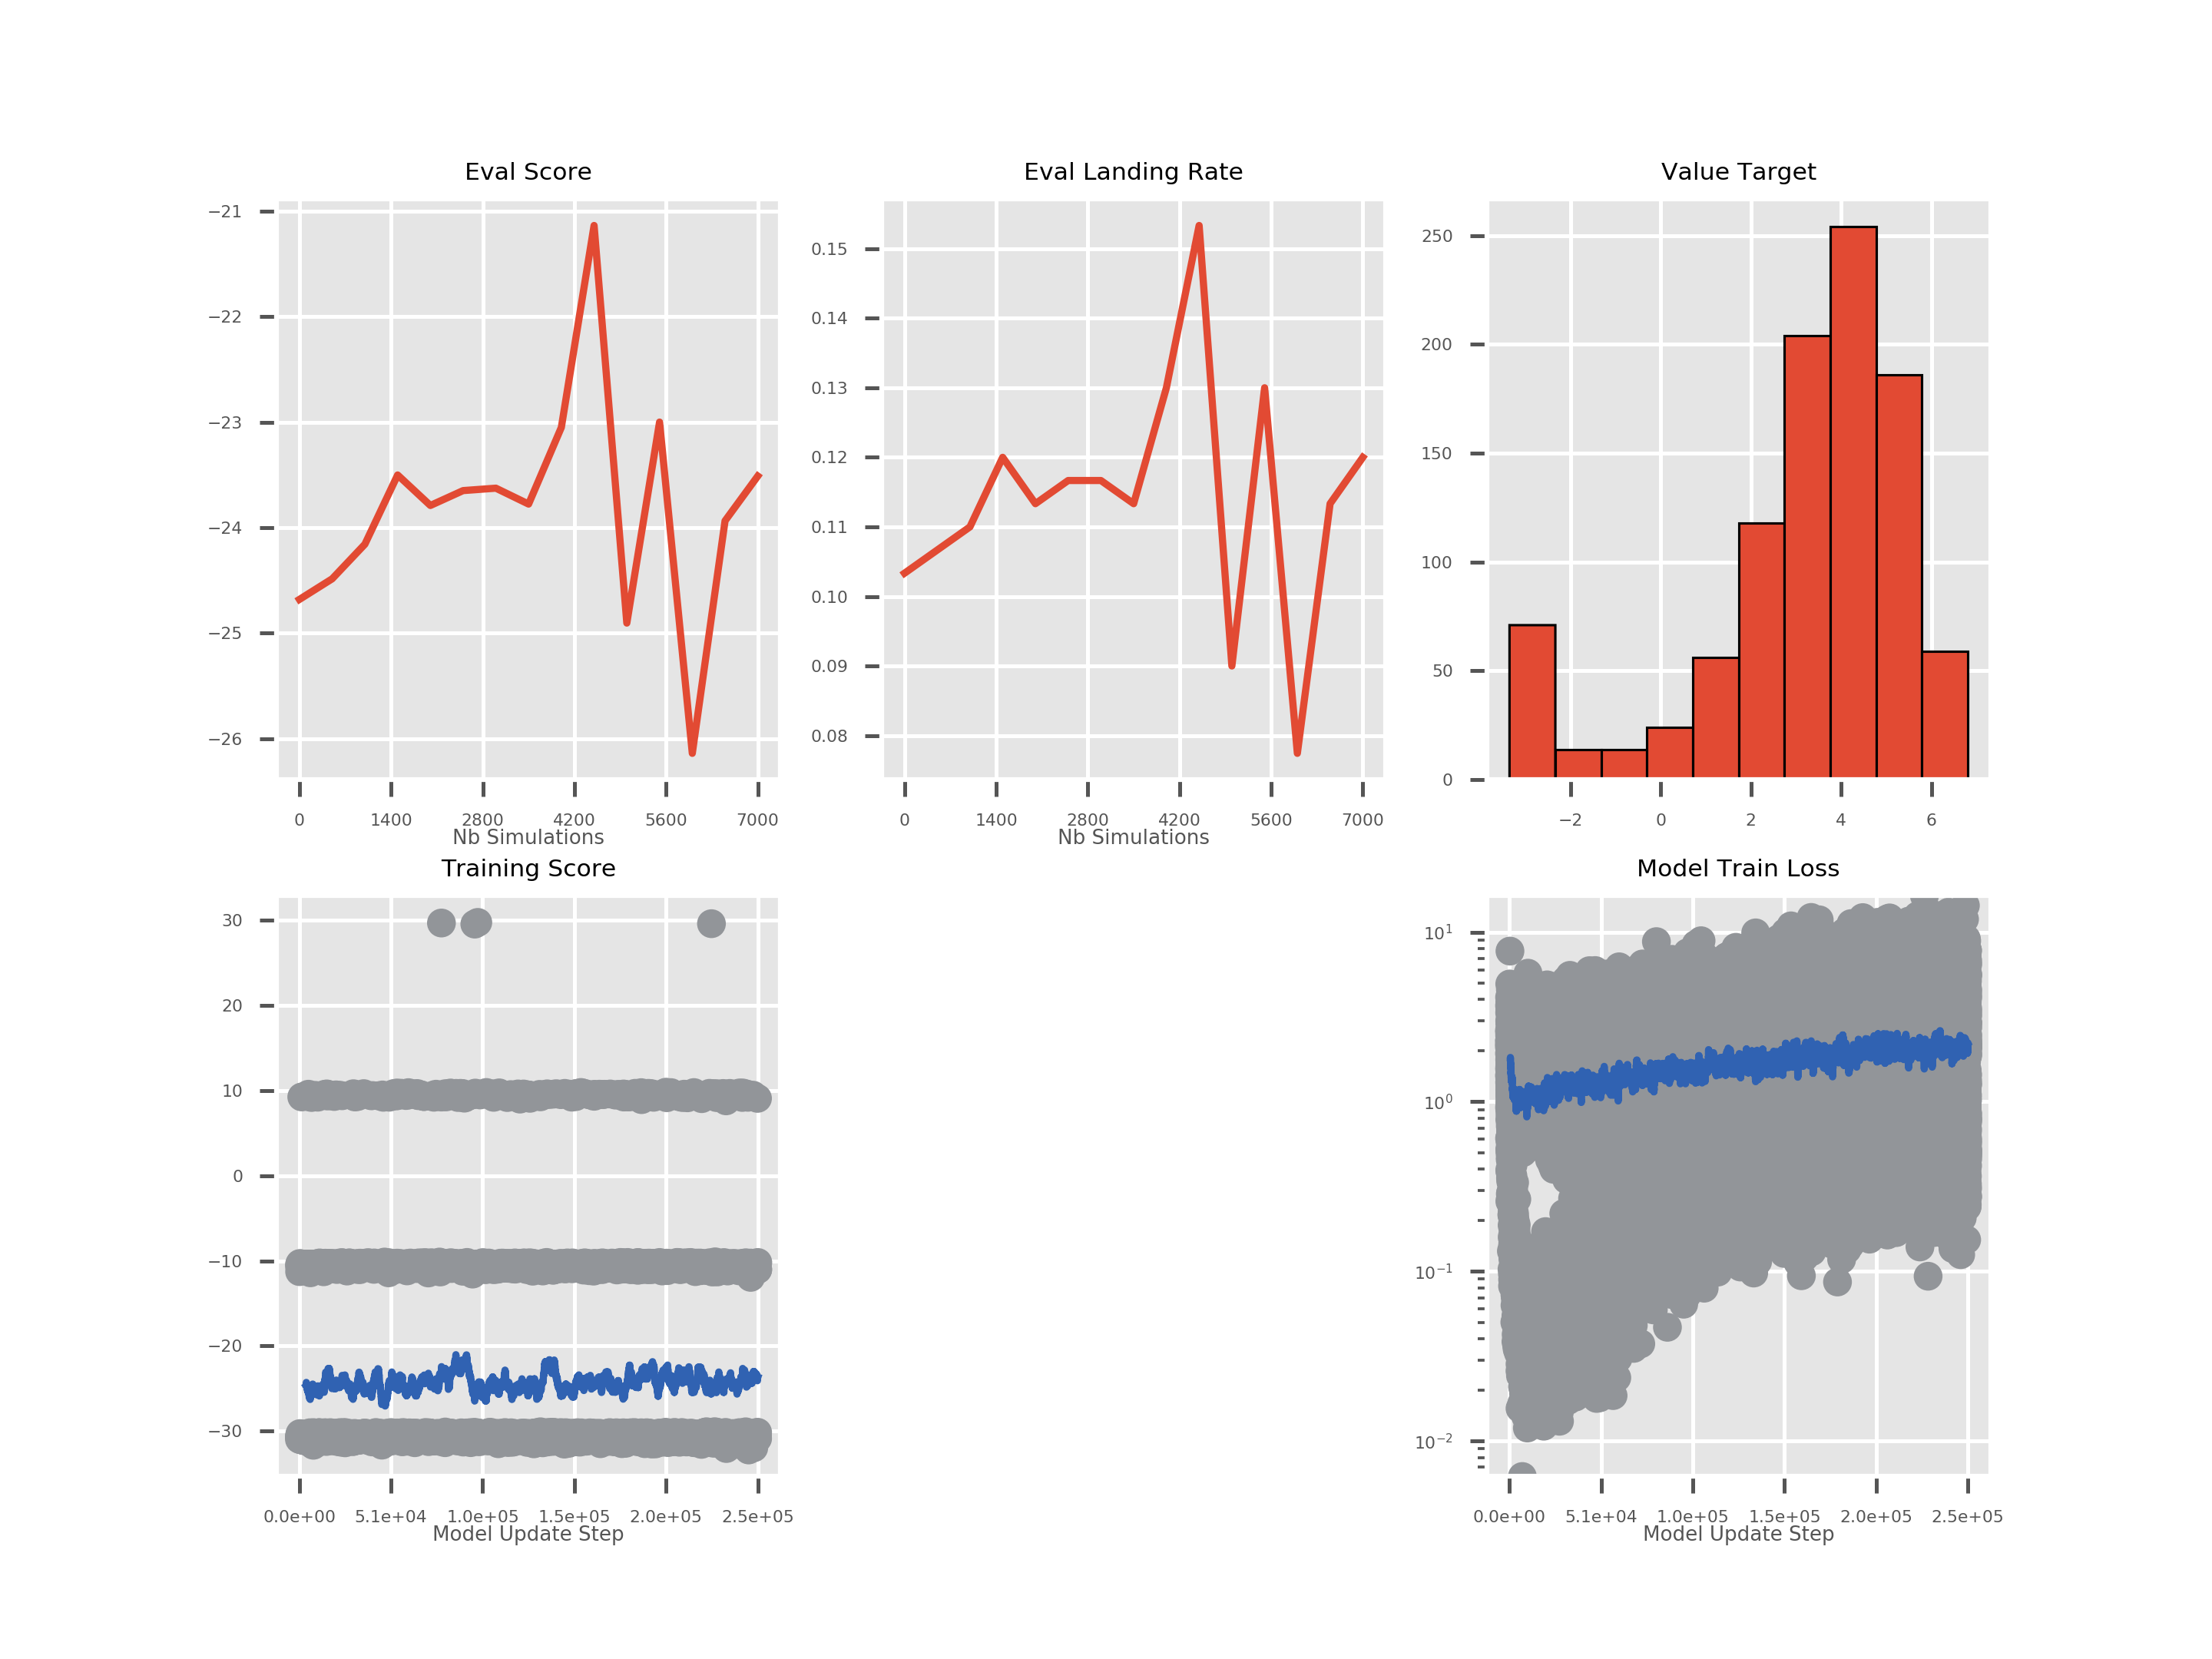 Eval Score
−21
−22
−23
−24
−25
−26
0 1400 2800 4200 5600 7000
Nb Simulations
Eval Landing Rate
0.15
0.14
0.13
0.12
0.11
0.10
0.09
0.08
0 1400 2800 4200 5600 7000
Nb Simulations
Value Target
250
200
150
100
50
0
−2 0 2 4 6
Training Score
30
20
10
0
−10
−20
−30
0.0e+00 5.1e+04 1.0e+05 1.5e+05 2.0e+05 2.5e+05
Model Update Step
Model Train Loss
10¹
10⁰
10⁻¹
10⁻²
0.0e+00 5.1e+04 1.0e+05 1.5e+05 2.0e+05 2.5e+05
Model Update Step